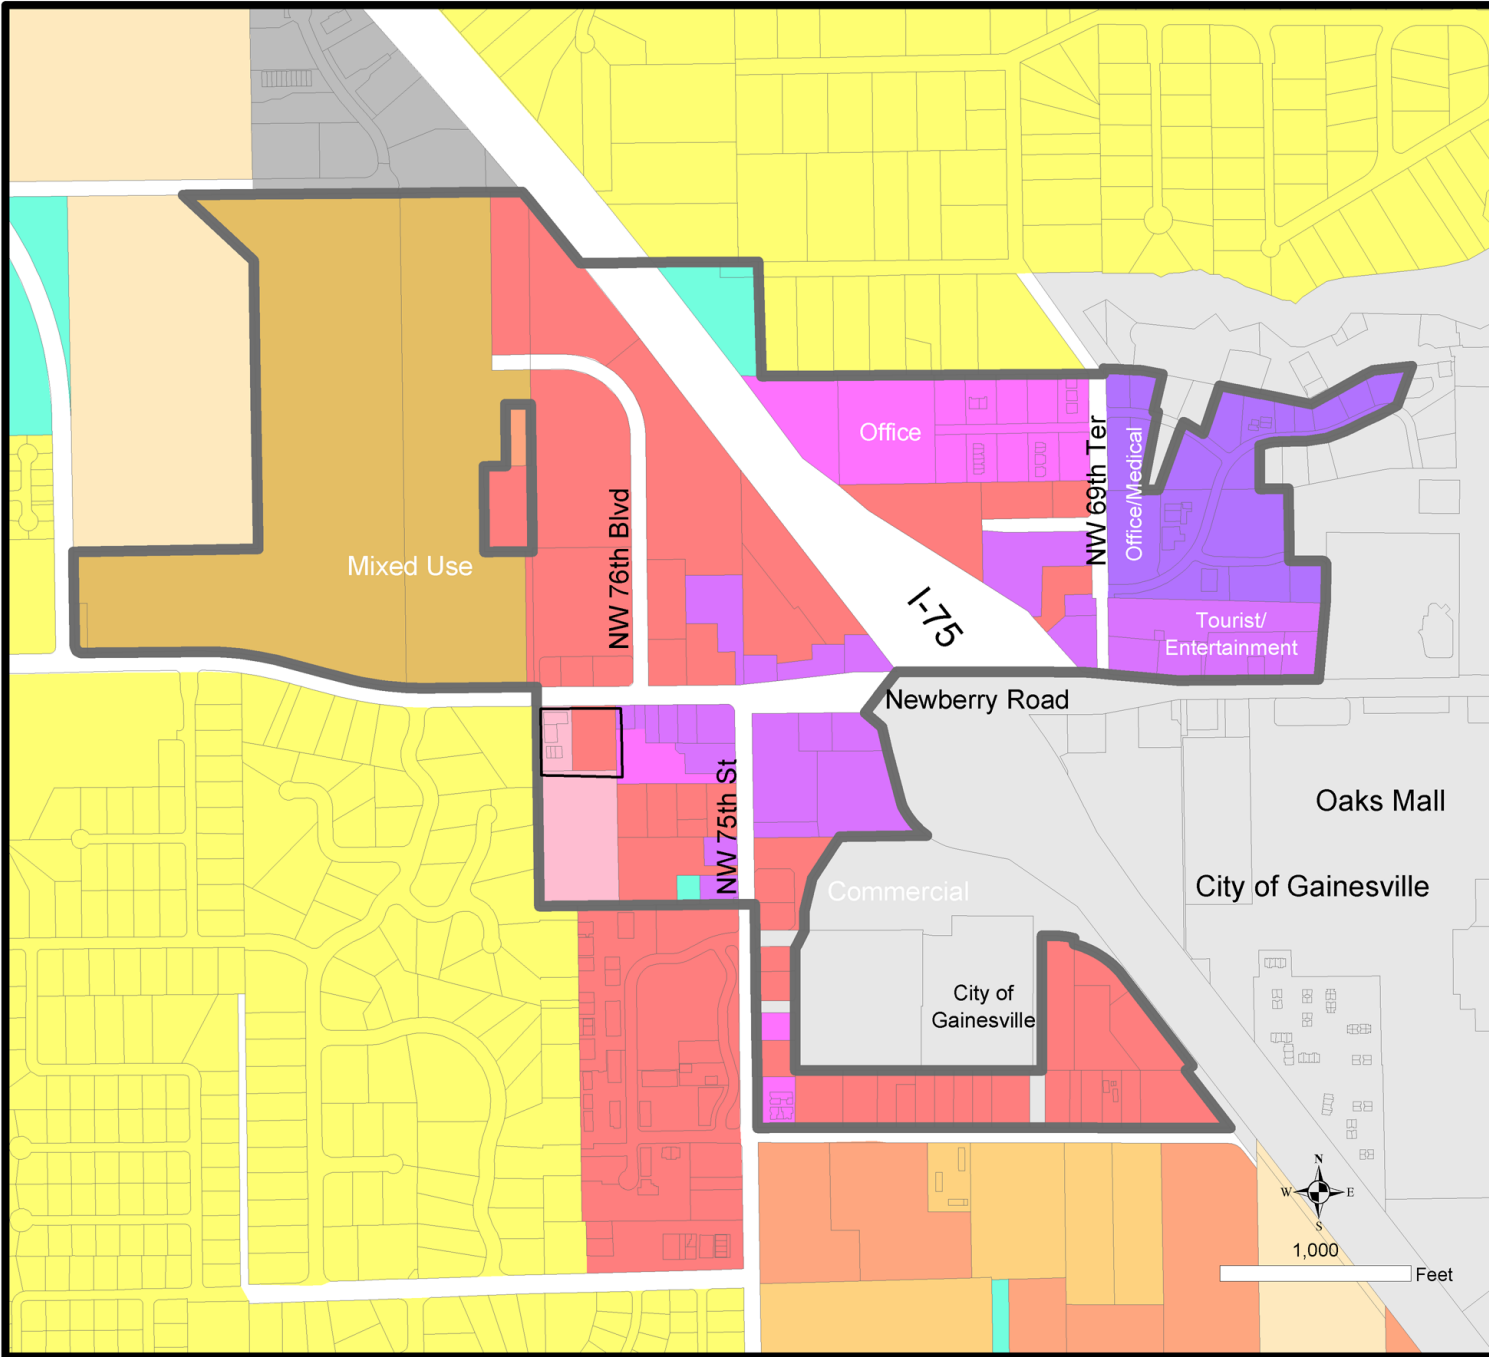 Office
NW 69th Ter
Office/Medical
Mixed Use
NW 76th Blvd
I-75
Tourist/
Entertainment
Newberry Road
NW 75th St
Oaks Mall
City of Gainesville
Commercial
City of
Gainesville
N
W E
S
1,000
Feet